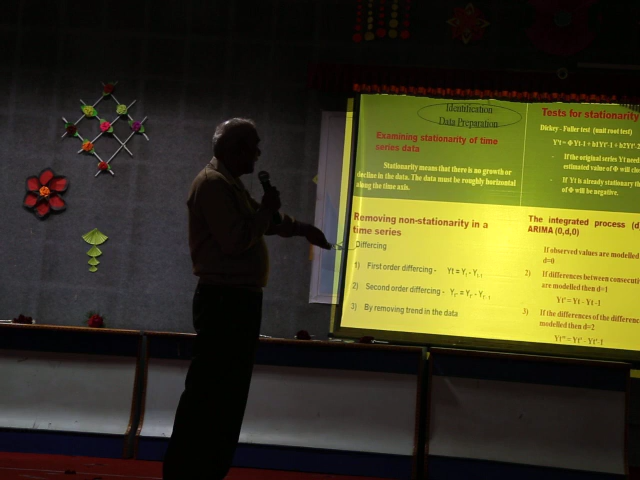 Identification
Data Preparation
Examining stationarity of time
series data
Stationarity means that there is no growth or
decline in the data. The data must be roughly horizontal
along the time axis.
Tests for stationarity
Dickey - Fuller test (unit root test)
If the original series Yt need
estimated value of Φ will
If Yt is already stationary
of Φ will be negative.
Removing non-stationarity in a
time series
Differcing
1) First order differcing -
2) Second order differcing -
3) By removing trend in the data
The integrated process (d)
ARIMA (0,d,0)
If observed values are modelled
d=0
2) If differences between
are modelled then d=1
Yt' = Yt - Yt -1
3) If the differences of the
modelled then d=2
Yt'' = Yt' - Yt'-1